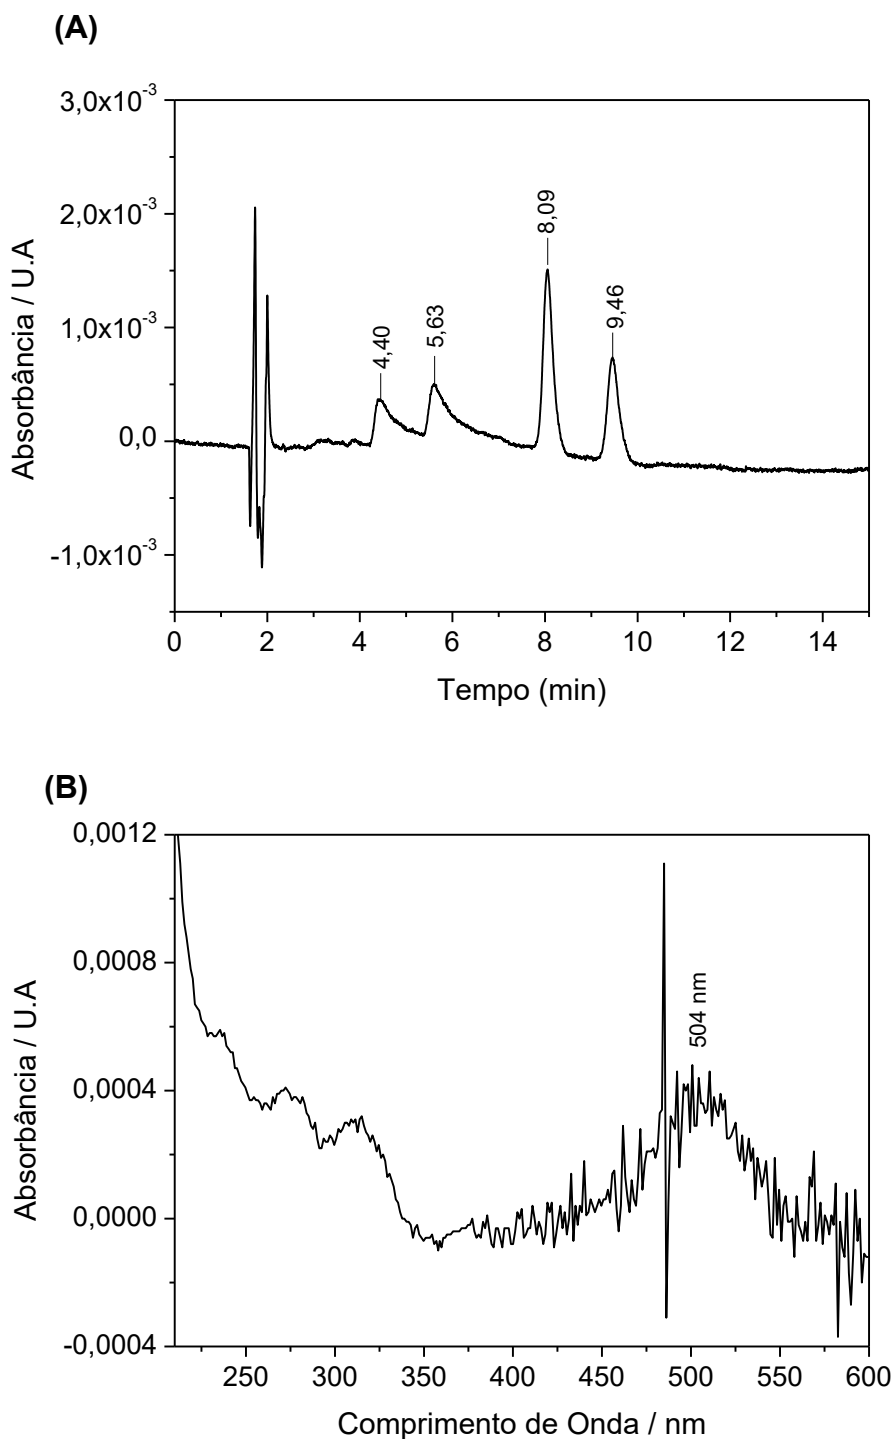 (A)
3,0x10⁻³
2,0x10⁻³
1,0x10⁻³
0,0
-1,0x10⁻³
Absorbância / U.A
4,40
5,63
8,09
9,46
0 2 4 6 8 10 12 14
Tempo (min)
(B)
0,0012
0,0008
0,0004
0,0000
-0,0004
Absorbância / U.A
504 nm
250 300 350 400 450 500 550 600
Comprimento de Onda / nm